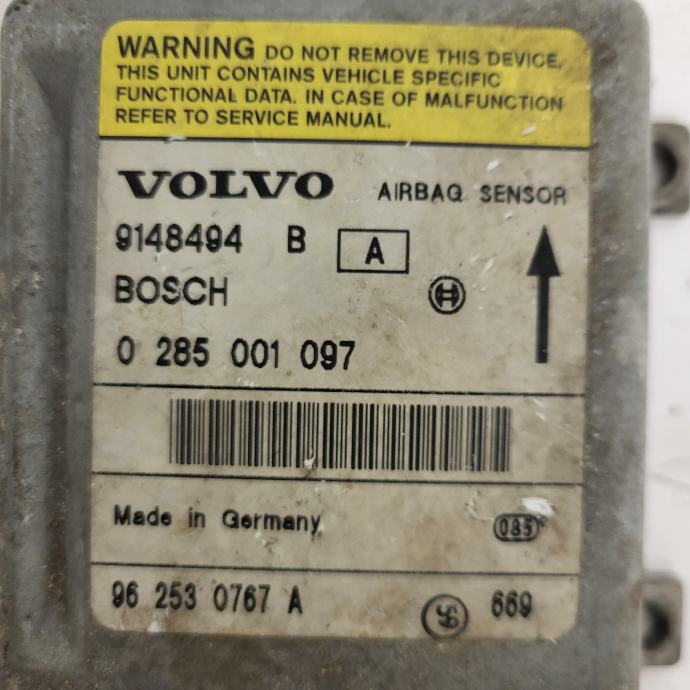 WARNING DO NOT REMOVE THIS DEVICE,
THIS UNIT CONTAINS VEHICLE SPECIFIC
FUNCTIONAL DATA. IN CASE OF MALFUNCTION
REFER TO SERVICE MANUAL.
VOLVO AIRBAG SENSOR
9148494 B A
BOSCH
0 285 001 097
Made in Germany
085
96 253 0767 A 669